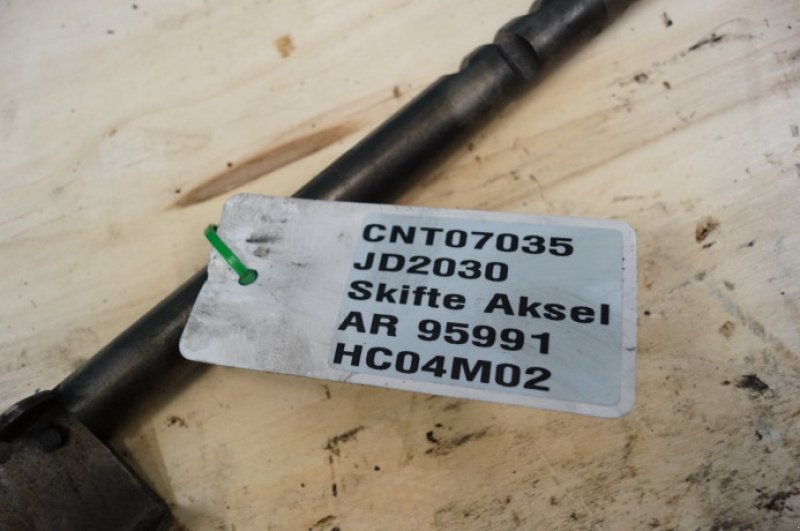 CNT07035
JD2030
Skifte Aksel
AR 95991
HC04M02